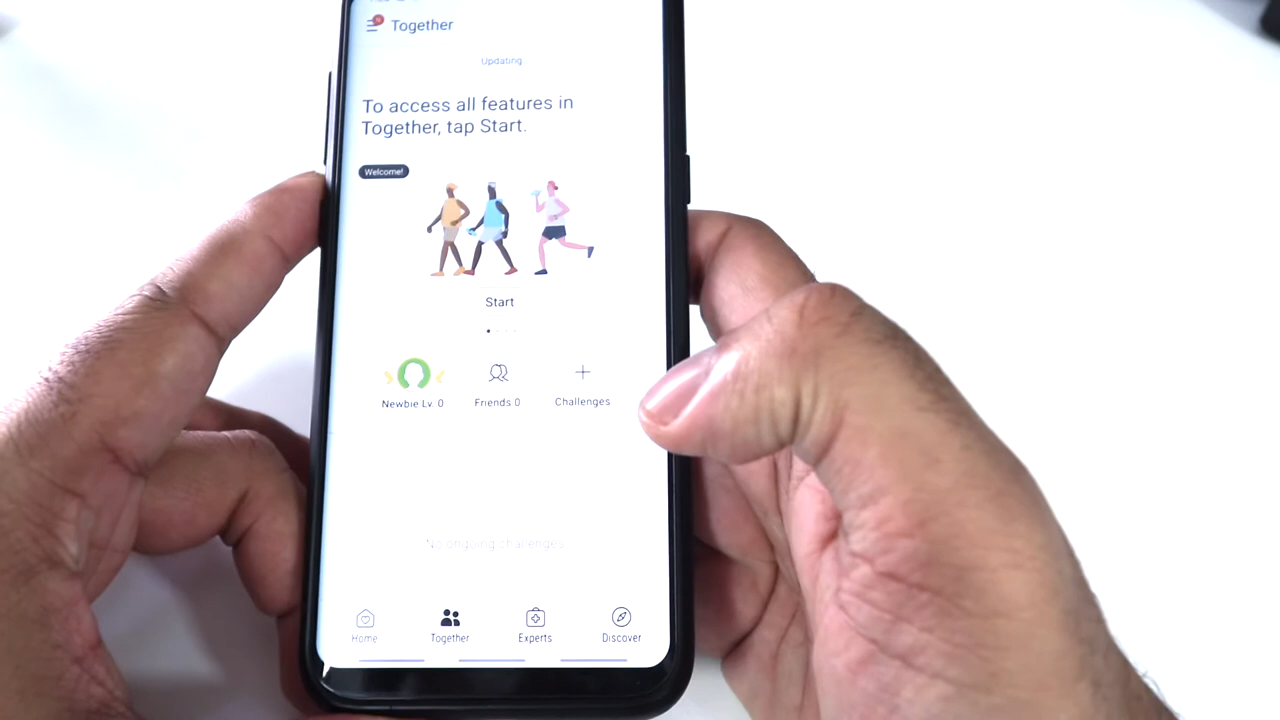 Together
Updating
To access all features in
Together, tap Start.
Welcome!
Start
Newbie Lv. 0
Friends 0
Challenges
No ongoing challenges
Home
Together
Experts
Discover